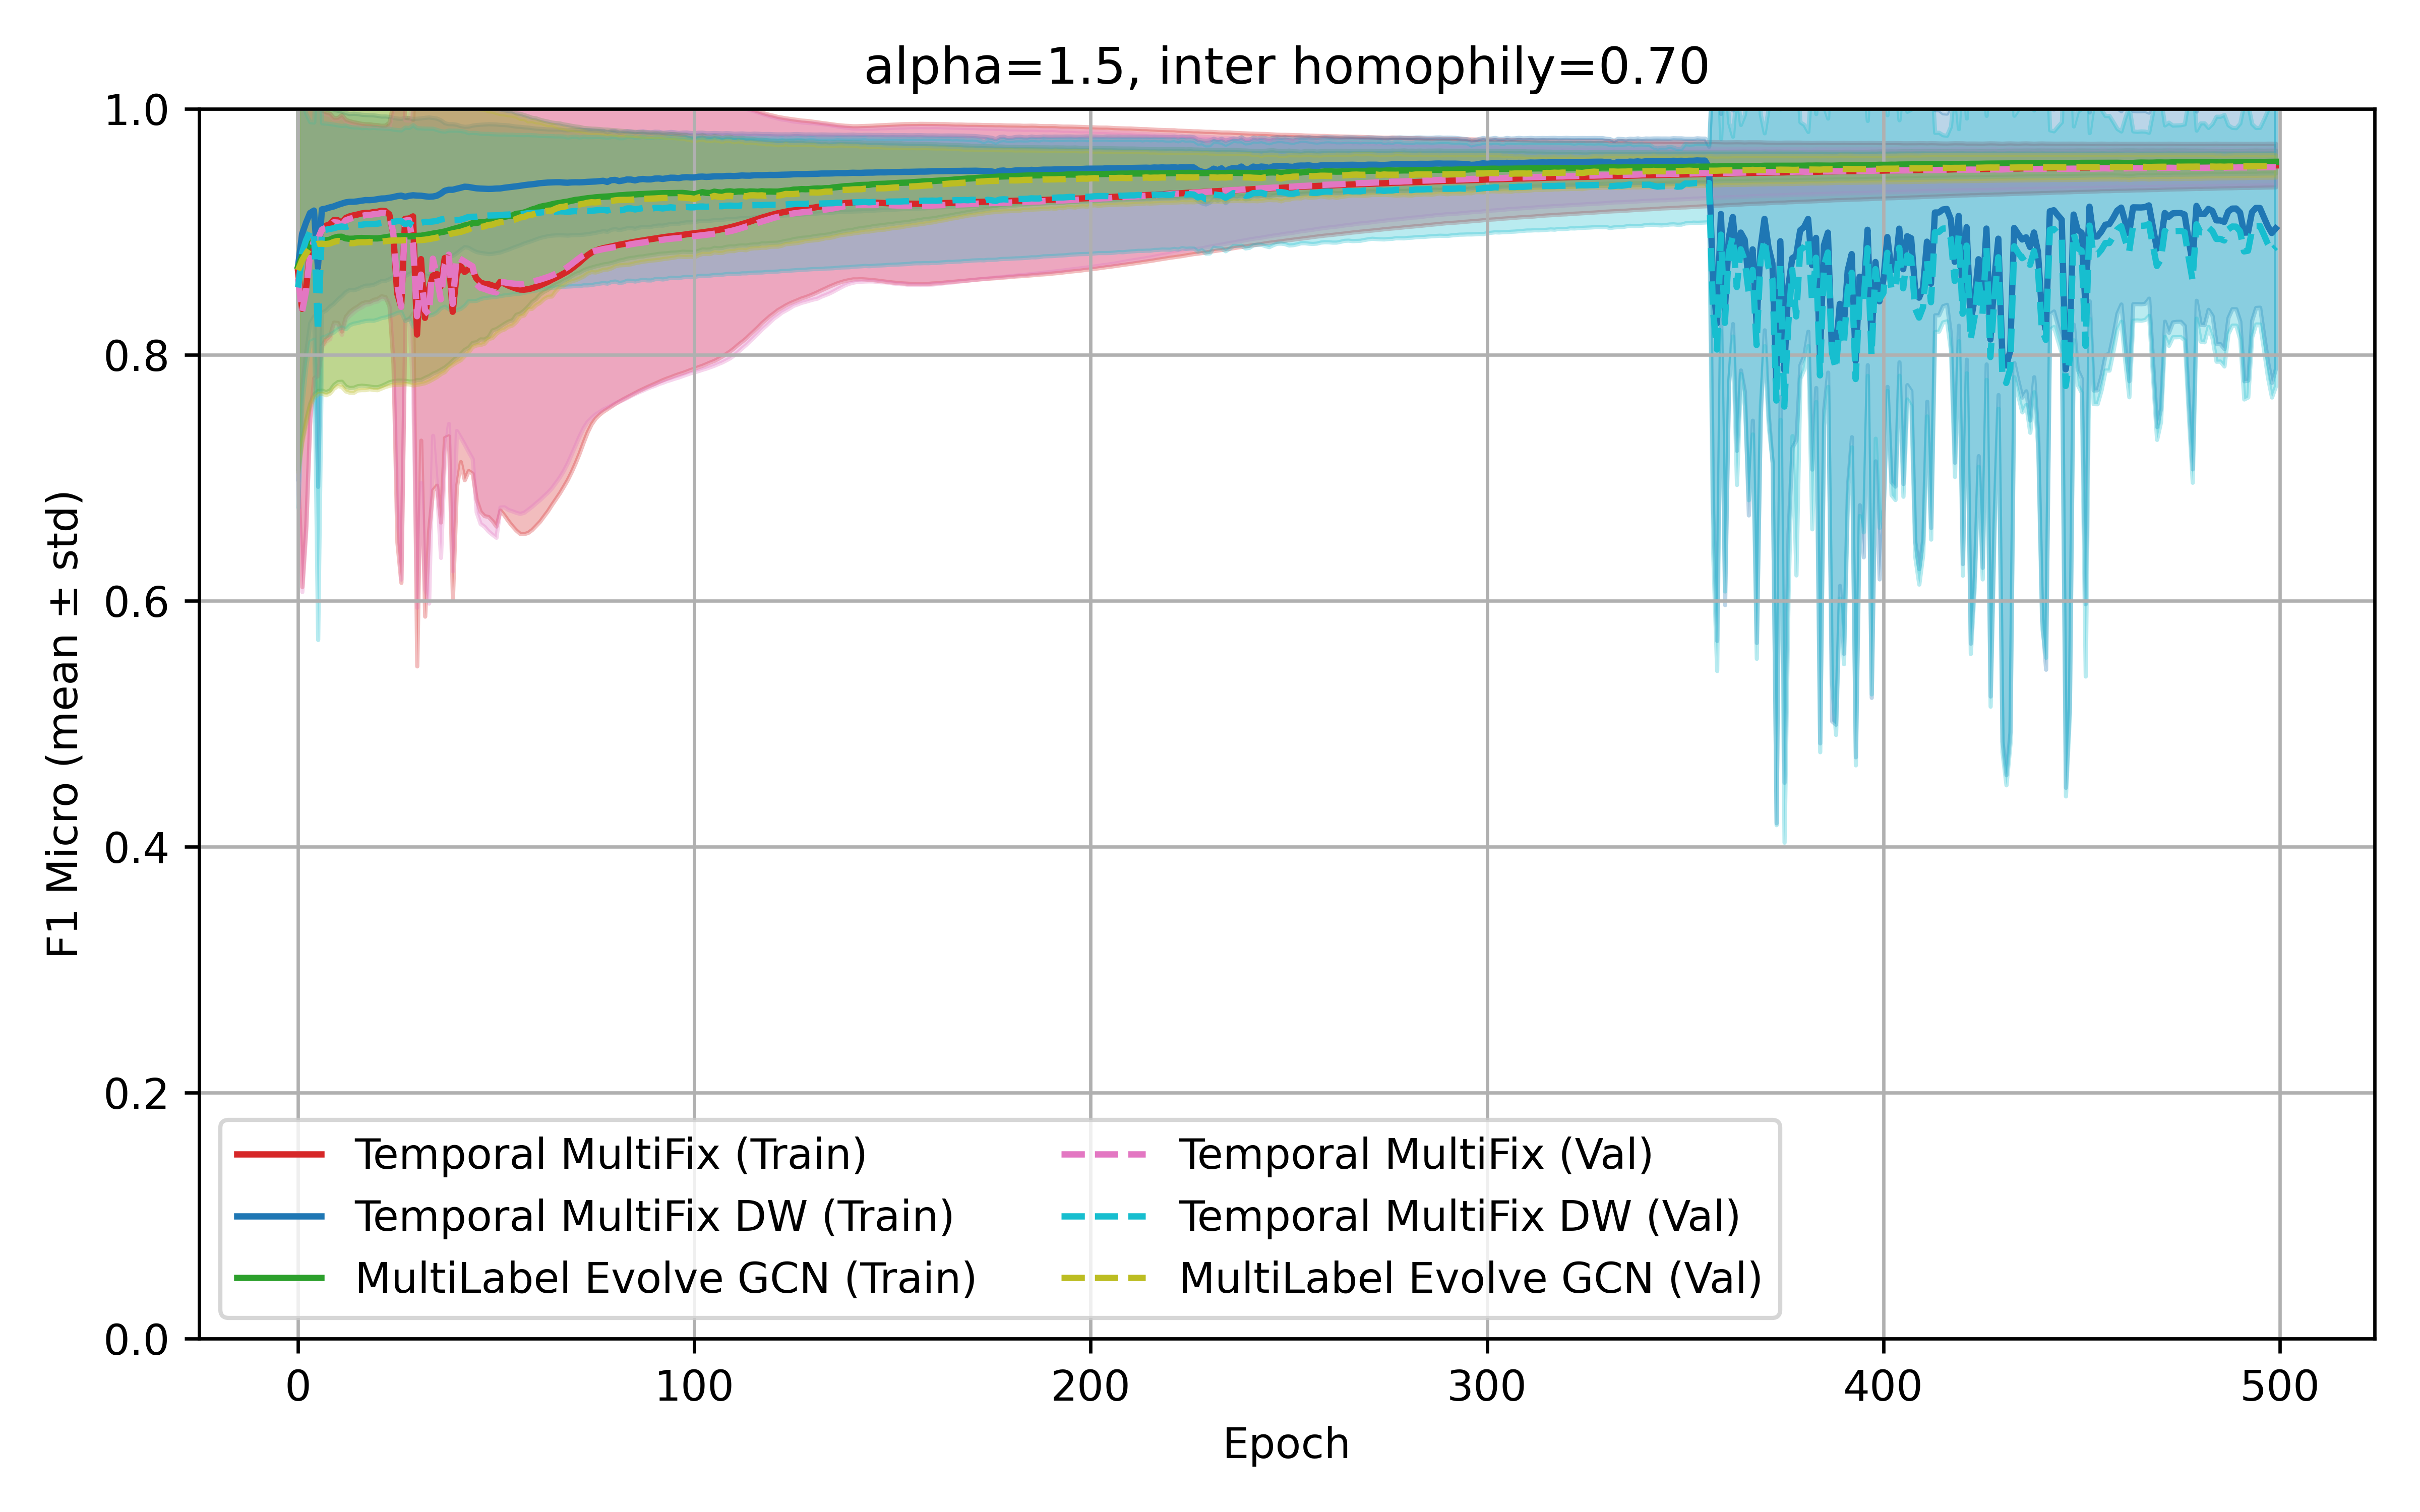 alpha=1.5, inter homophily=0.70
1.0
0.8
0.6
0.4
0.2
0.0
F1 Micro (mean ± std)
Temporal MultiFix (Train)
Temporal MultiFix DW (Train)
MultiLabel Evolve GCN (Train)
Temporal MultiFix (Val)
Temporal MultiFix DW (Val)
MultiLabel Evolve GCN (Val)
0 100 200 300 400 500
Epoch